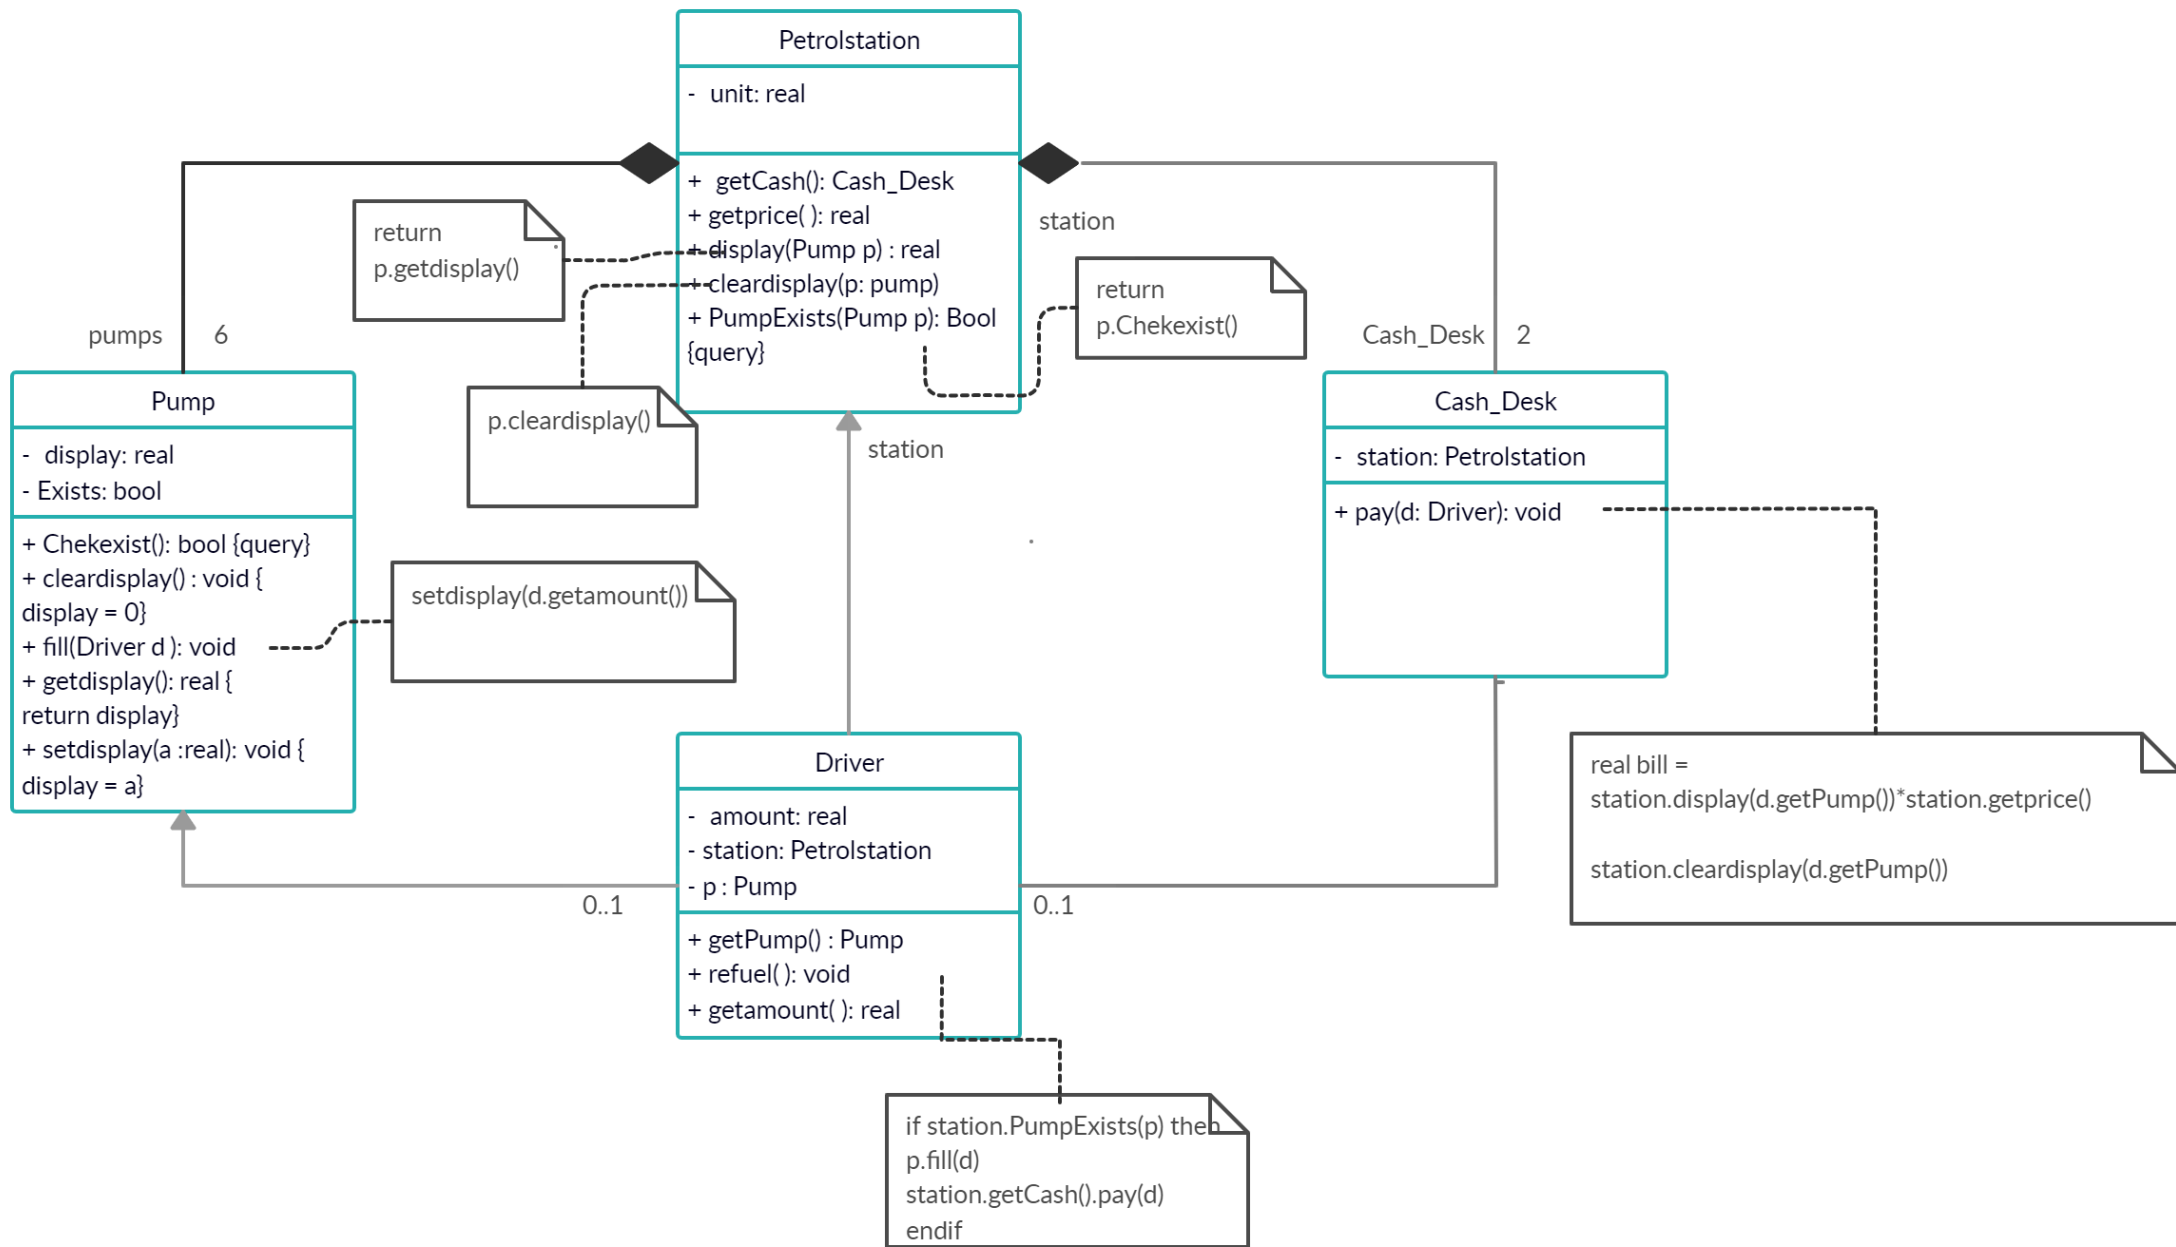 Petrolstation
- unit: real
+ getCash(): Cash_Desk
+ getprice( ): real
+ display(Pump p) : real
+ cleardisplay(p: pump)
+ PumpExists(Pump p): Bool
{query}
return
p.getdisplay()
p.cleardisplay()
station
return
p.Chekexist()
pumps 6
Cash_Desk 2
Pump
- display: real
- Exists: bool
+ Chekexist(): bool {query}
+ cleardisplay() : void {
display = 0}
+ fill(Driver d ): void
+ getdisplay(): real {
return display}
+ setdisplay(a :real): void {
display = a}
setdisplay(d.getamount())
station
Cash_Desk
- station: Petrolstation
+ pay(d: Driver): void
real bill =
station.display(d.getPump())*station.getprice()
station.cleardisplay(d.getPump())
Driver
- amount: real
- station: Petrolstation
- p : Pump
+ getPump() : Pump
+ refuel( ): void
+ getamount( ): real
0..1
0..1
if station.PumpExists(p) then
p.fill(d)
station.getCash().pay(d)
endif